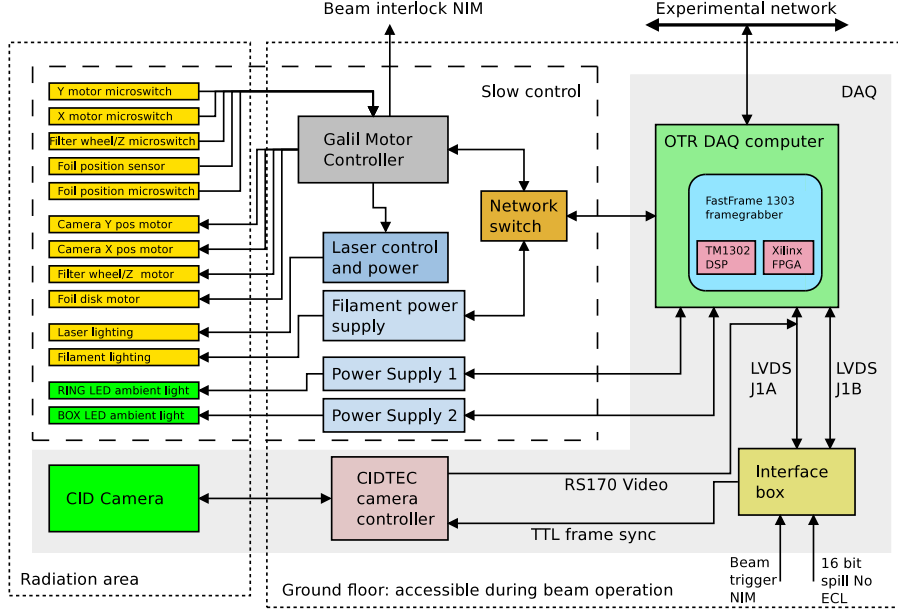 Beam interlock NIM
Experimental network
Slow control
DAQ
Y motor microswitch
X motor microswitch
Filter wheel/Z microswitch
Foil position sensor
Foil position microswitch
Camera Y pos motor
Camera X pos motor
Filter wheel/Z motor
Foil disk motor
Laser lighting
Filament lighting
RING LED ambient light
BOX LED ambient light
Galil Motor
Controller
Network
switch
Laser control
and power
Filament power
supply
Power Supply 1
Power Supply 2
OTR DAQ computer
FastFrame 1303
framegrabber
TM1302
DSP
Xilinx
FPGA
LVDS
J1A
LVDS
J1B
CID Camera
CIDTEC
camera
controller
RS170 Video
TTL frame sync
Interface
box
Radiation area
Ground floor: accessible during beam operation
Beam
trigger
NIM
16 bit
spill No
ECL